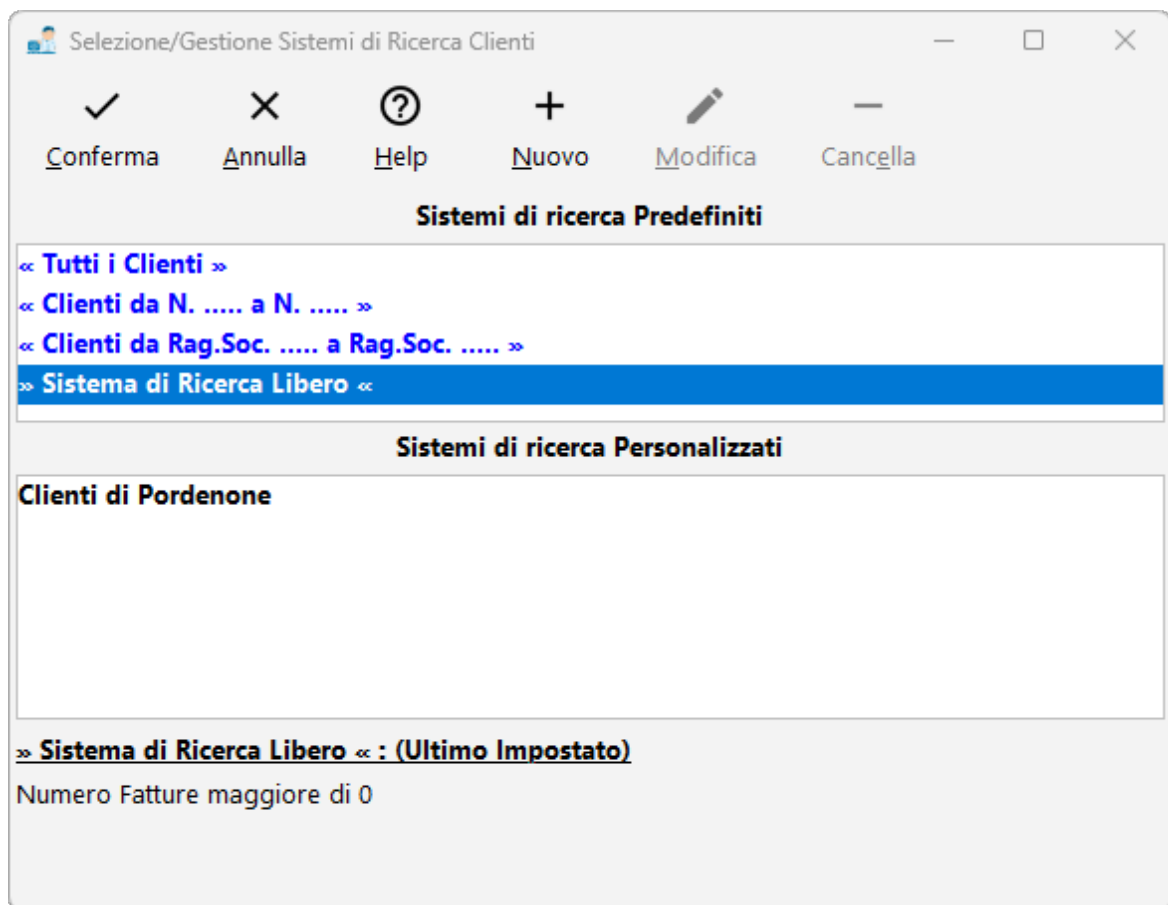 Selezione/Gestione Sistemi di Ricerca Clienti
Conferma Annulla Help Nuovo Modifica Cancella
Sistemi di ricerca Predefiniti
« Tutti i Clienti »
« Clienti da N. ..... a N. ..... »
« Clienti da Rag.Soc. ..... a Rag.Soc. ..... »
» Sistema di Ricerca Libero «
Sistemi di ricerca Personalizzati
Clienti di Pordenone
» Sistema di Ricerca Libero « : (Ultimo Impostato)
Numero Fatture maggiore di 0